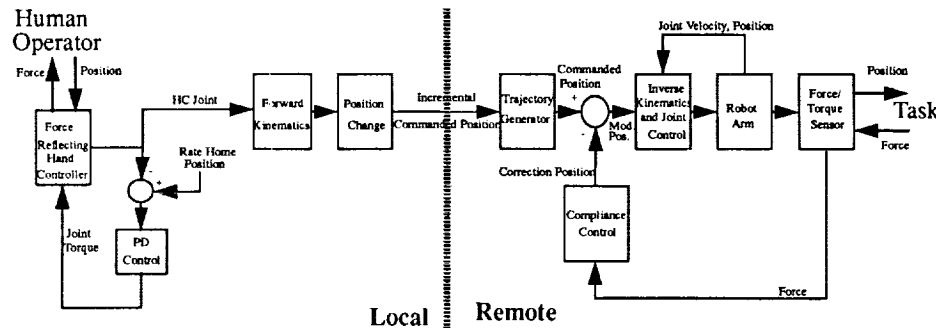 Human
Operator
Force
Position
HC Joint
Force
Reflecting
Hand
Controller
Rate Home
Position
-
+
Joint
Torque
PD
Control
Forward
Kinematics
Position
Change
Incremental
Commanded Position
Local
Remote
Trajectory
Generator
Commanded
Position
+
-
Mod.
Pos.
Correction Position
Compliance
Control
Joint Velocity, Position
Inverse
Kinematics
and Joint
Control
Robot
Arm
Force/
Torque
Sensor
Position
Task
Force
Force